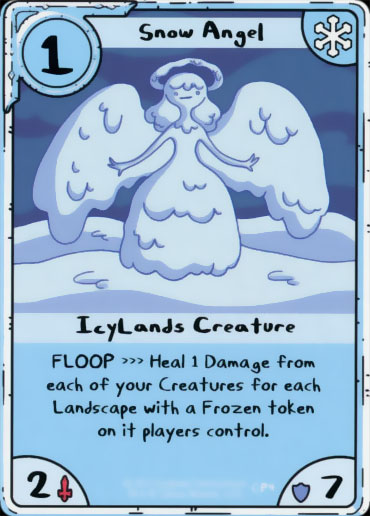 1
Snow Angel
IcyLands Creature
FLOOP >>> Heal 1 Damage from
each of your Creatures for each
Landscape with a Frozen token
on it players control.
2
7